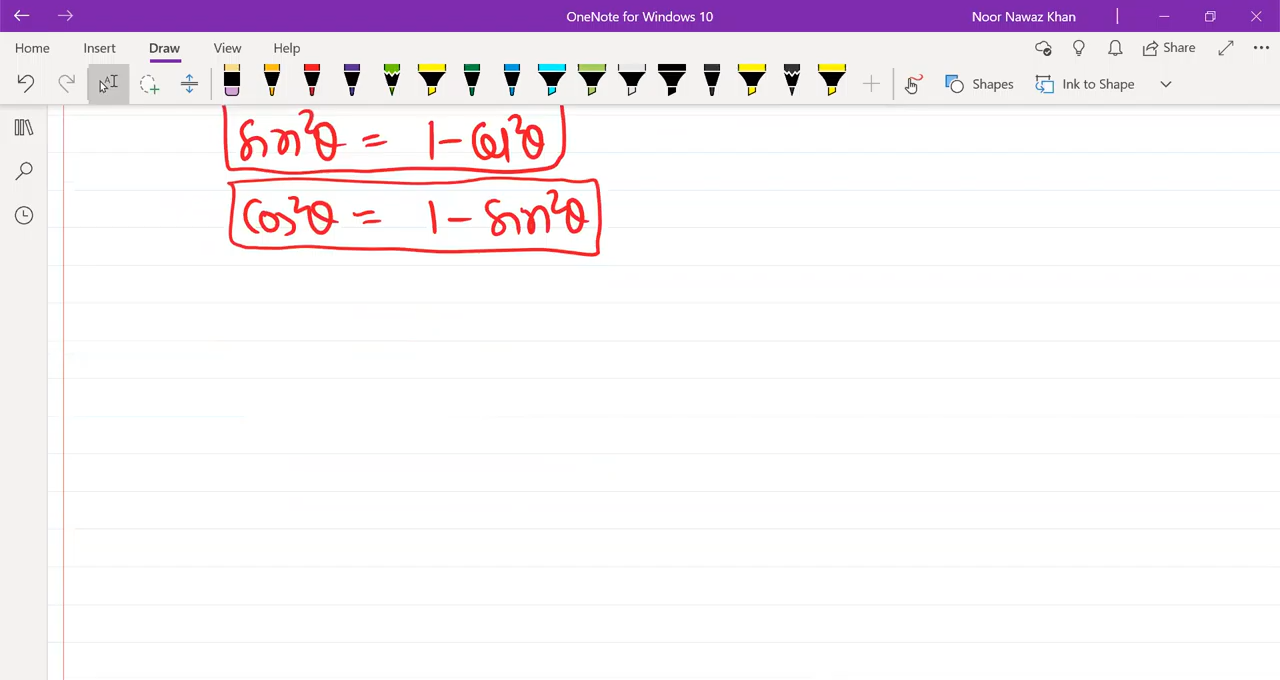 OneNote for Windows 10
Noor Nawaz Khan
Home Insert Draw View Help Share
Shapes Ink to Shape
sin²θ = 1 - cos²θ
cos²θ = 1 - sin²θ